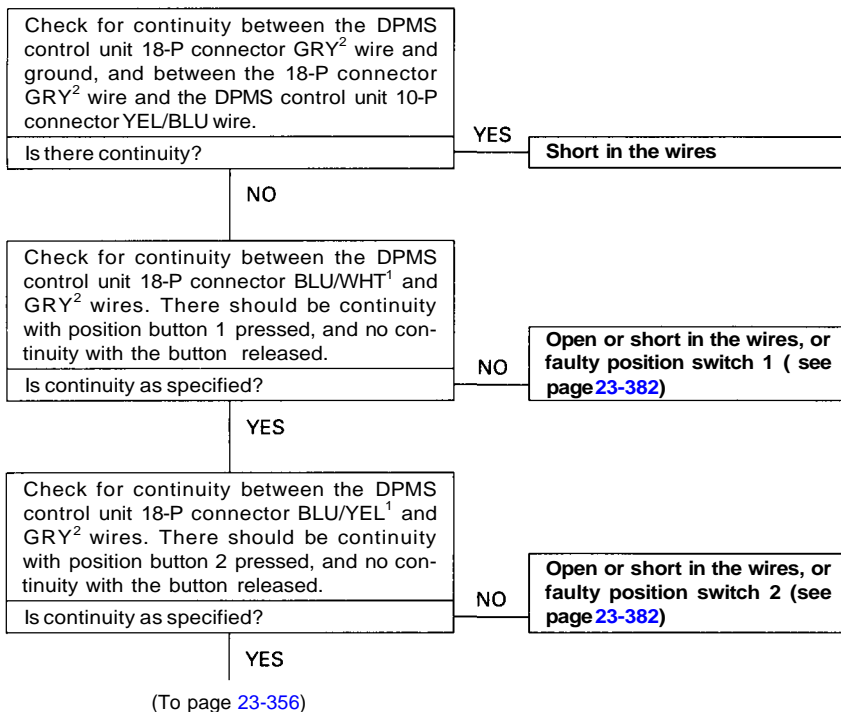 Check for continuity between the DPMS
control unit 18-P connector GRY² wire and
ground, and between the 18-P connector
GRY² wire and the DPMS control unit 10-P
connector YEL/BLU wire.
Is there continuity?
YES
Short in the wires
NO
Check for continuity between the DPMS
control unit 18-P connector BLU/WHT¹ and
GRY² wires. There should be continuity
with position button 1 pressed, and no con-
tinuity with the button released.
Is continuity as specified?
NO
Open or short in the wires, or
faulty position switch 1 ( see
page 23-382)
YES
Check for continuity between the DPMS
control unit 18-P connector BLU/YEL¹ and
GRY² wires. There should be continuity
with position button 2 pressed, and no con-
tinuity with the button released.
Is continuity as specified?
NO
Open or short in the wires, or
faulty position switch 2 (see
page 23-382)
YES
(To page 23-356)